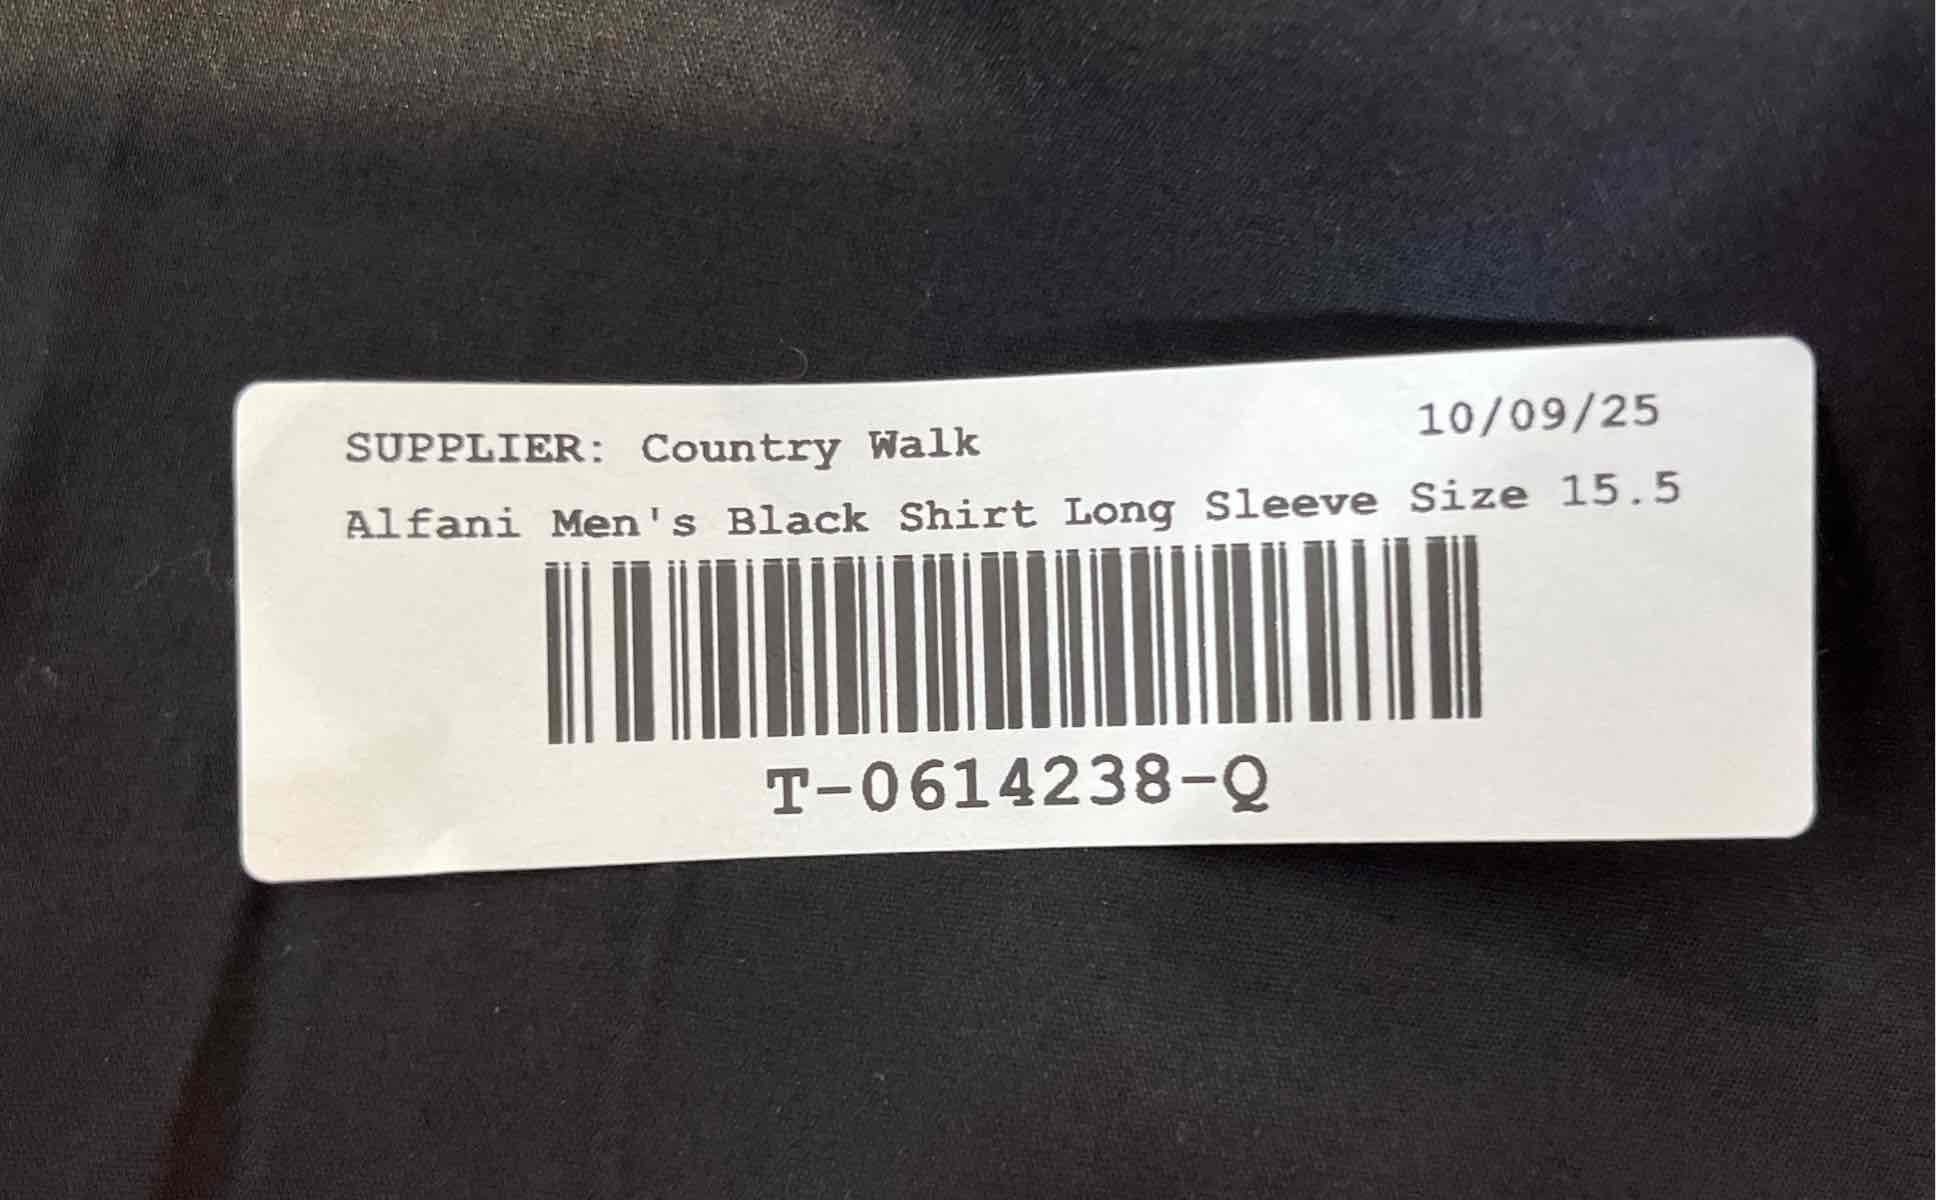 SUPPLIER: Country Walk 10/09/25
Alfani Men's Black Shirt Long Sleeve Size 15.5
T-0614238-Q